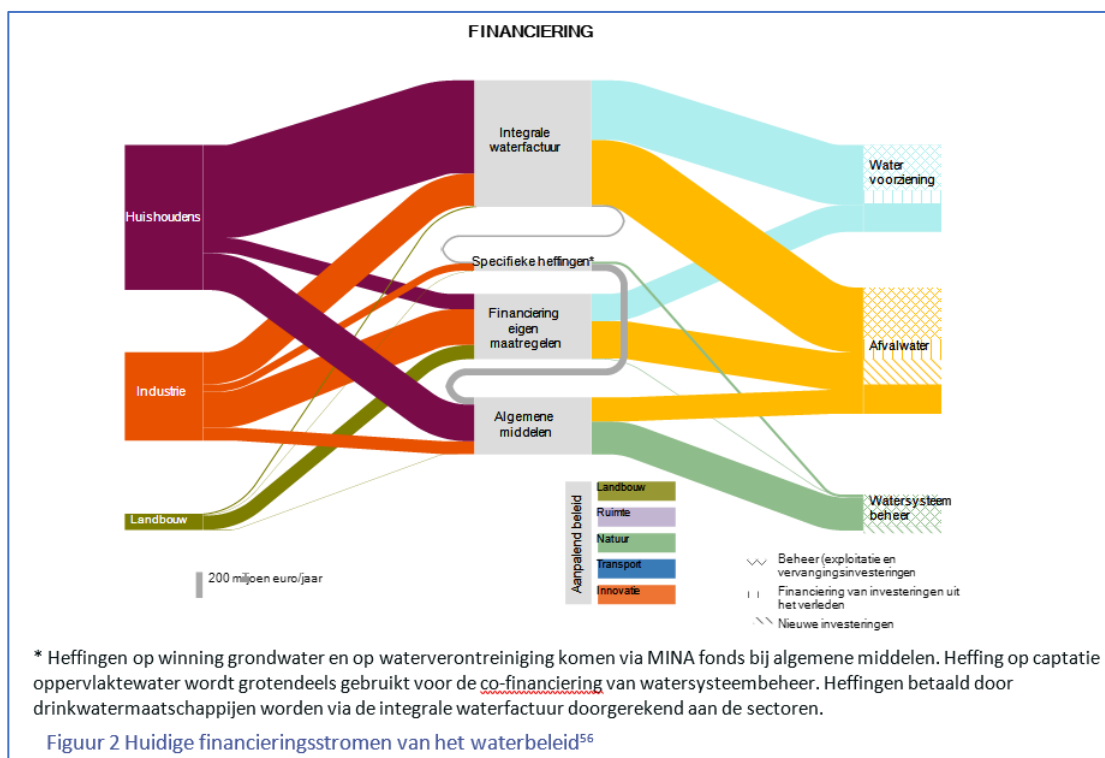 FINANCIERING
Integrale
waterfactuur
Water
voorziening
Huishoudens
Specifieke heffingen*
Financiering
eigen
maatregelen
Afvalwater
Industrie
Algemene
middelen
Landbouw
Watersysteem
beheer
Aanpalend beleid
Landbouw
Ruimte
Natuur
Transport
Innovatie
200 miljoen euro/jaar
Beheer (exploitatie en
vervangingsinvesteringen
Financiering van investeringen uit
het verleden
Nieuwe investeringen
* Heffingen op winning grondwater en op waterverontreiniging komen via MINA fonds bij algemene middelen. Heffing op captatie
oppervlaktewater wordt grotendeels gebruikt voor de co-financiering van watersysteembeheer. Heffingen betaald door
drinkwatermaatschappijen worden via de integrale waterfactuur doorgerekend aan de sectoren.
Figuur 2 Huidige financieringsstromen van het waterbeleid⁵⁶